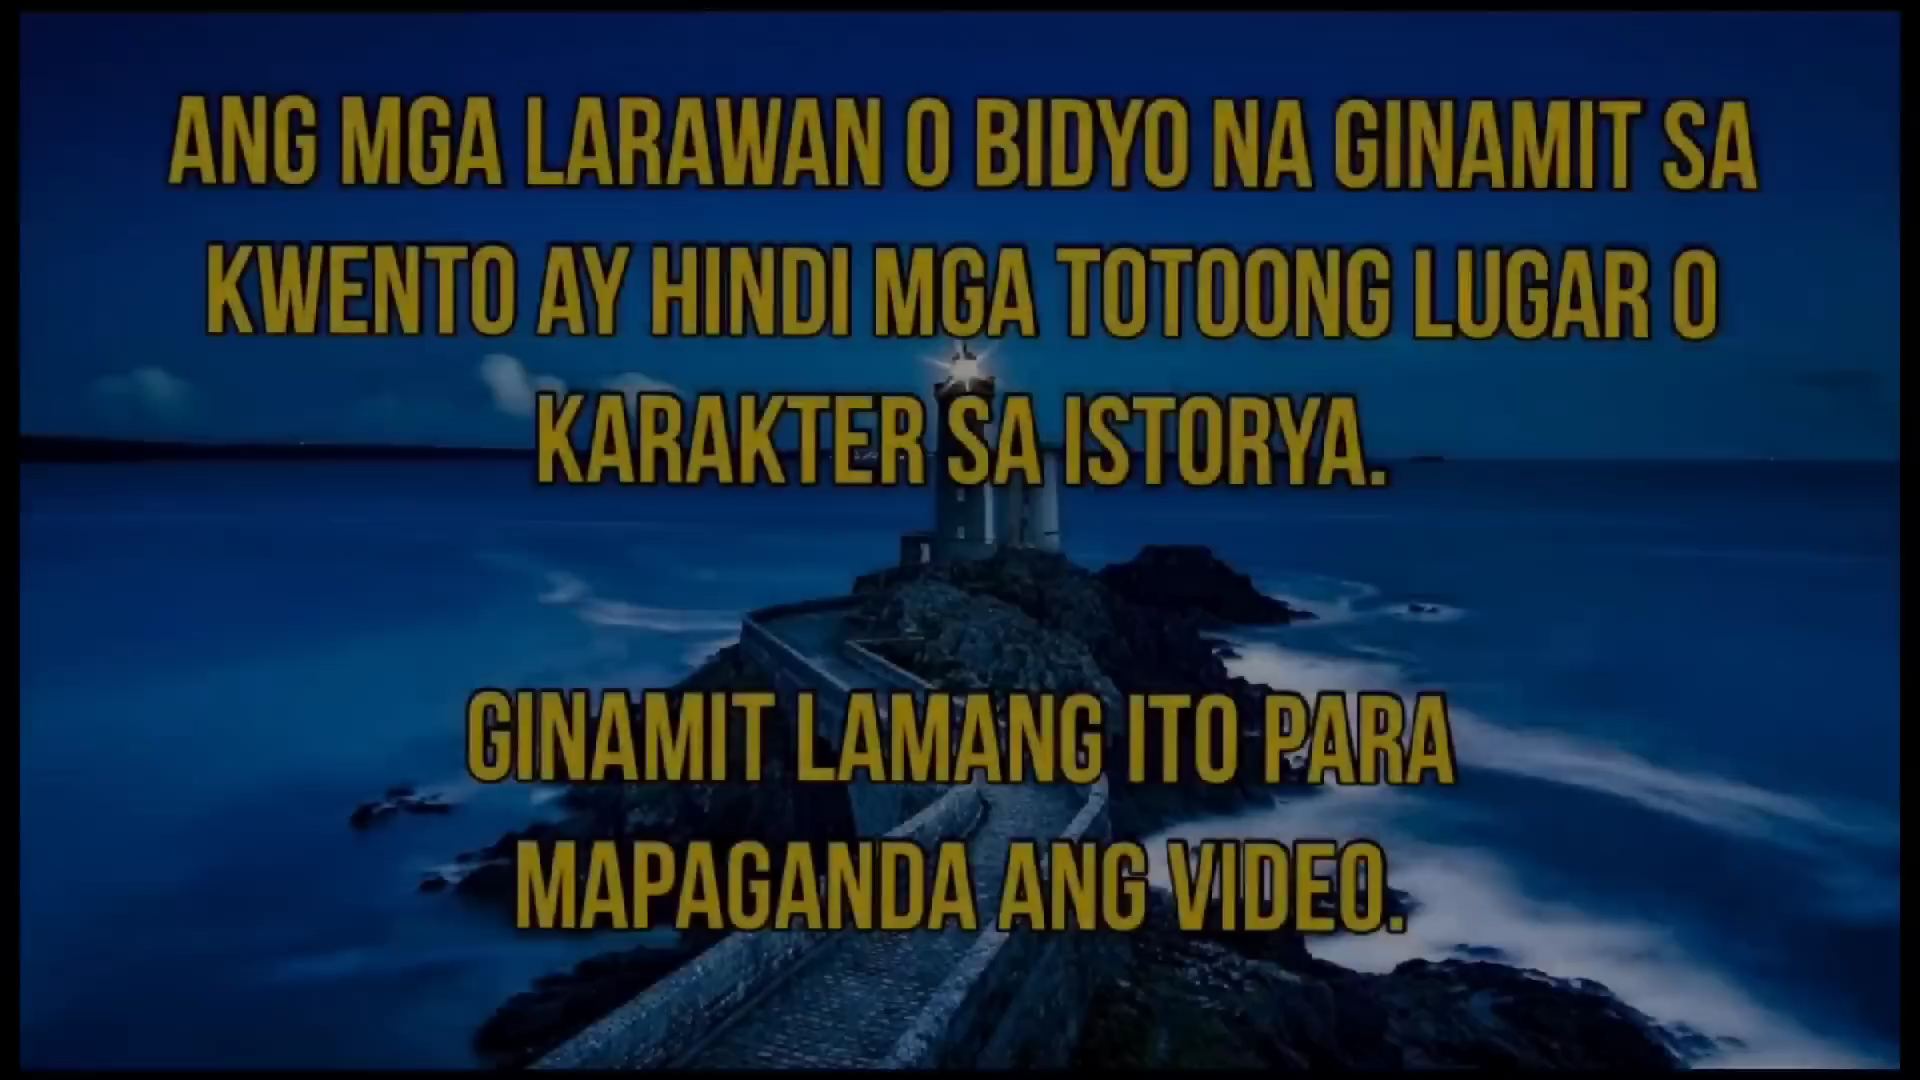 ANG MGA LARAWAN O BIDYO NA GINAMIT SA
KWENTO AY HINDI MGA TOTOONG LUGAR O
KARAKTER SA ISTORYA.
GINAMIT LAMANG ITO PARA
MAPAGANDA ANG VIDEO.